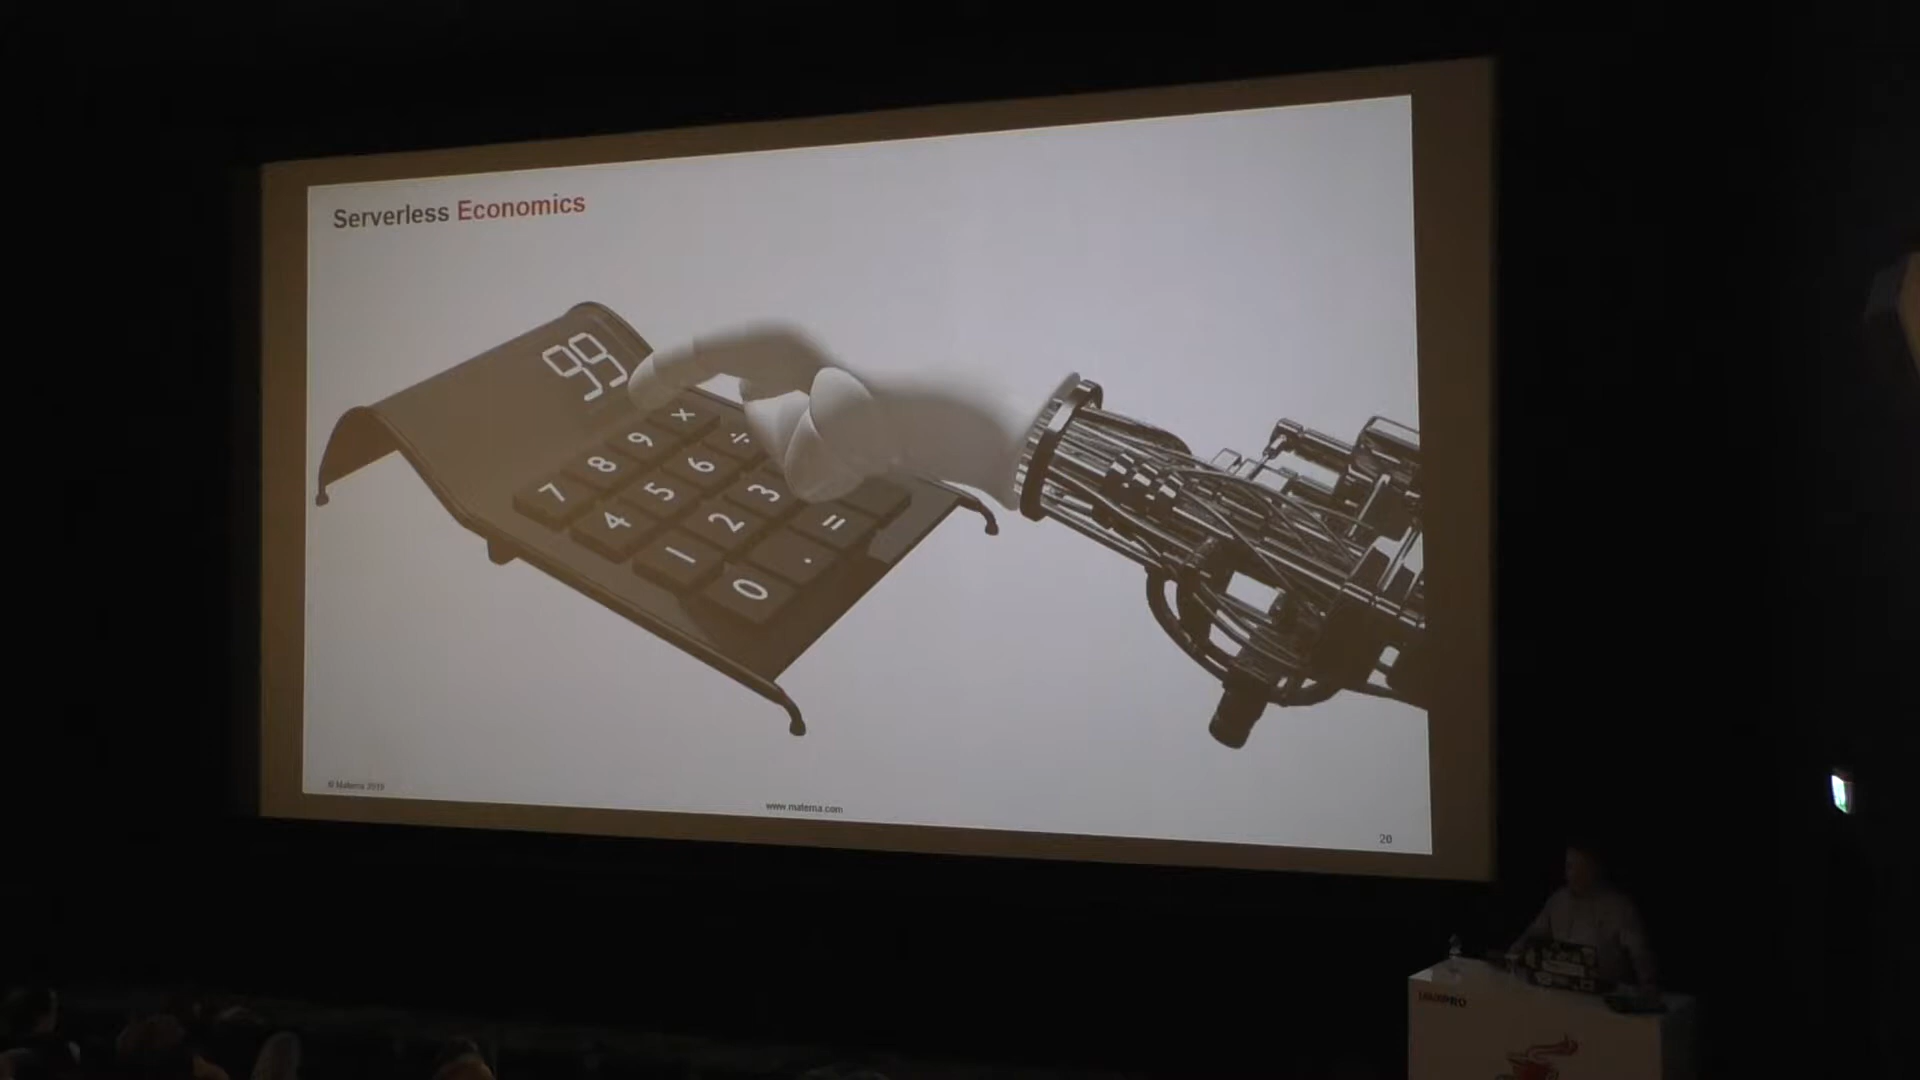 Serverless Economics
99
9 ×
8 6 ÷
7 5 3
4 2 =
1 .
0
© Materna 2019
www.materna.com
20
JAVAPRO